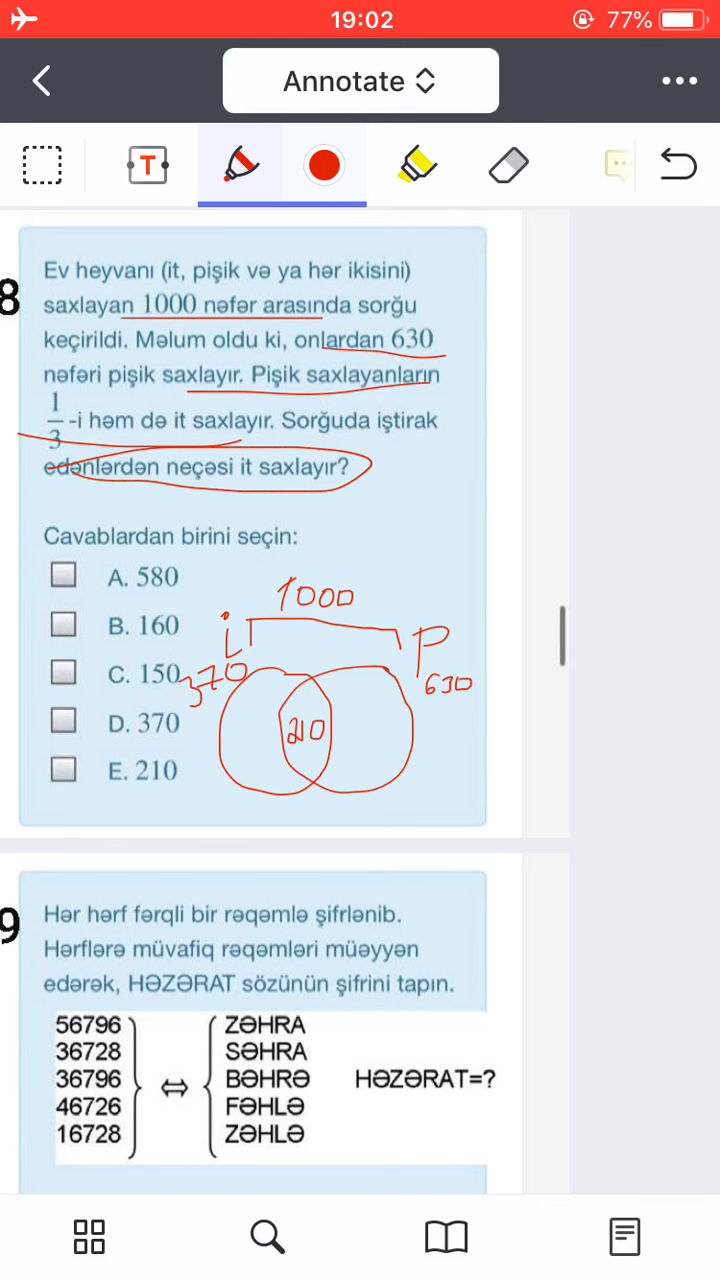 19:02
77%
Annotate
T
8
Ev heyvanı (it, pişik və ya hər ikisini)
saxlayan 1000 nəfər arasında sorğu
keçirildi. Məlum oldu ki, onlardan 630
nəfəri pişik saxlayır. Pişik saxlayanların
1/3-i həm də it saxlayır. Sorğuda iştirak
edənlərdən neçəsi it saxlayır?
Cavablardan birini seçin:
A. 580
B. 160
C. 150
D. 370
E. 210
1000
i P
370 630
210
9
Hər hərf fərqli bir rəqəmlə şifrlənib.
Hərflərə müvafiq rəqəmləri müəyyən
edərək, HƏZƏRAT sözünün şifrini tapın.
56796 ZƏHRA
36728 SƏHRA
36796 ⇔ BƏHRƏ HƏZƏRAT=?
46726 FƏHLƏ
16728 ZƏHLƏ